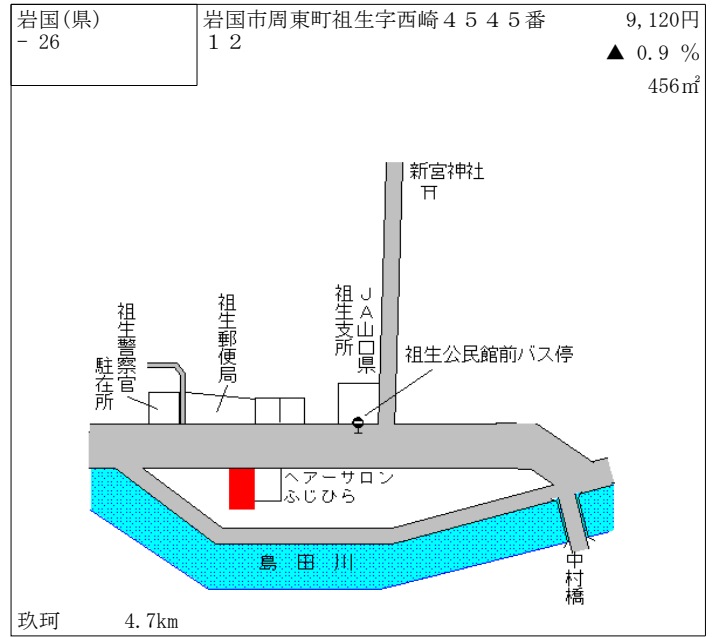 岩国(県)
- 26
岩国市周東町祖生字西崎４５４５番
１２
9,120円
▲ 0.9 %
456㎡
新宮神社
祖生警察官
駐在所
祖生郵便局
ＪＡ山口県
祖生支所
祖生公民館前バス停
ヘアーサロン
ふじひら
島田川
中村橋
玖珂 4.7km